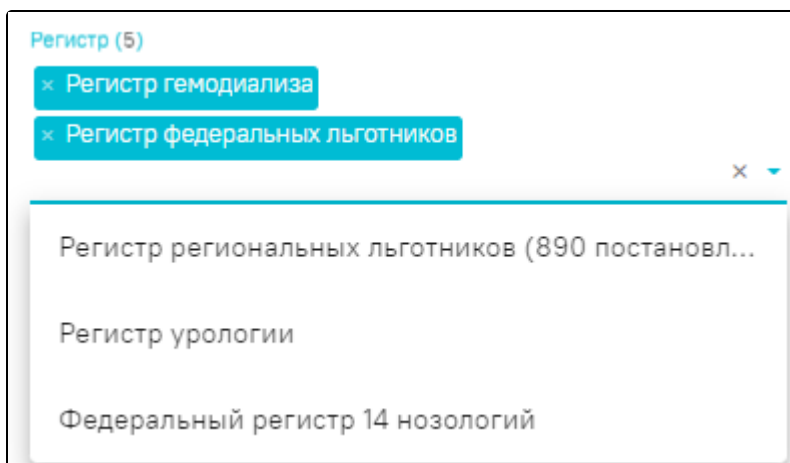 Регистр (5)
× Регистр гемодиализа
× Регистр федеральных льготников
×
Регистр региональных льготников (890 постановл...
Регистр урологии
Федеральный регистр 14 нозологий